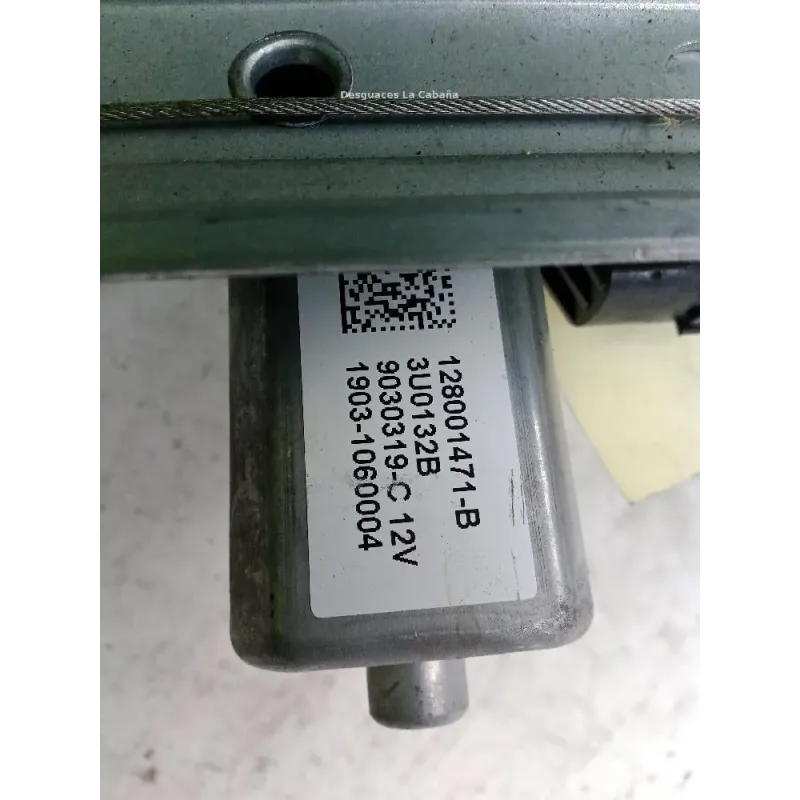 Desguaces La Cabaña
128001471-B
3U0132B
9030319-C 12V
1903-1060004